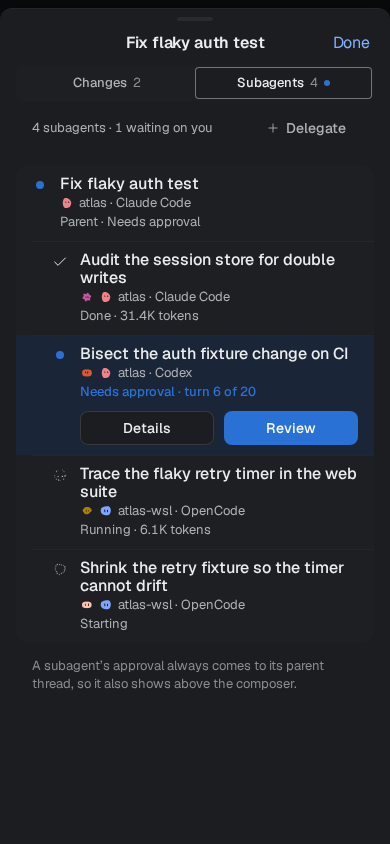 Fix flaky auth test
Done
Changes 2
Subagents 4
4 subagents · 1 waiting on you
+ Delegate
Fix flaky auth test
atlas · Claude Code
Parent · Needs approval
Audit the session store for double
writes
atlas · Claude Code
Done · 31.4K tokens
Bisect the auth fixture change on CI
atlas · Codex
Needs approval · turn 6 of 20
Details
Review
Trace the flaky retry timer in the web
suite
atlas-wsl · OpenCode
Running · 6.1K tokens
Shrink the retry fixture so the timer
cannot drift
atlas-wsl · OpenCode
Starting
A subagent's approval always comes to its parent
thread, so it also shows above the composer.